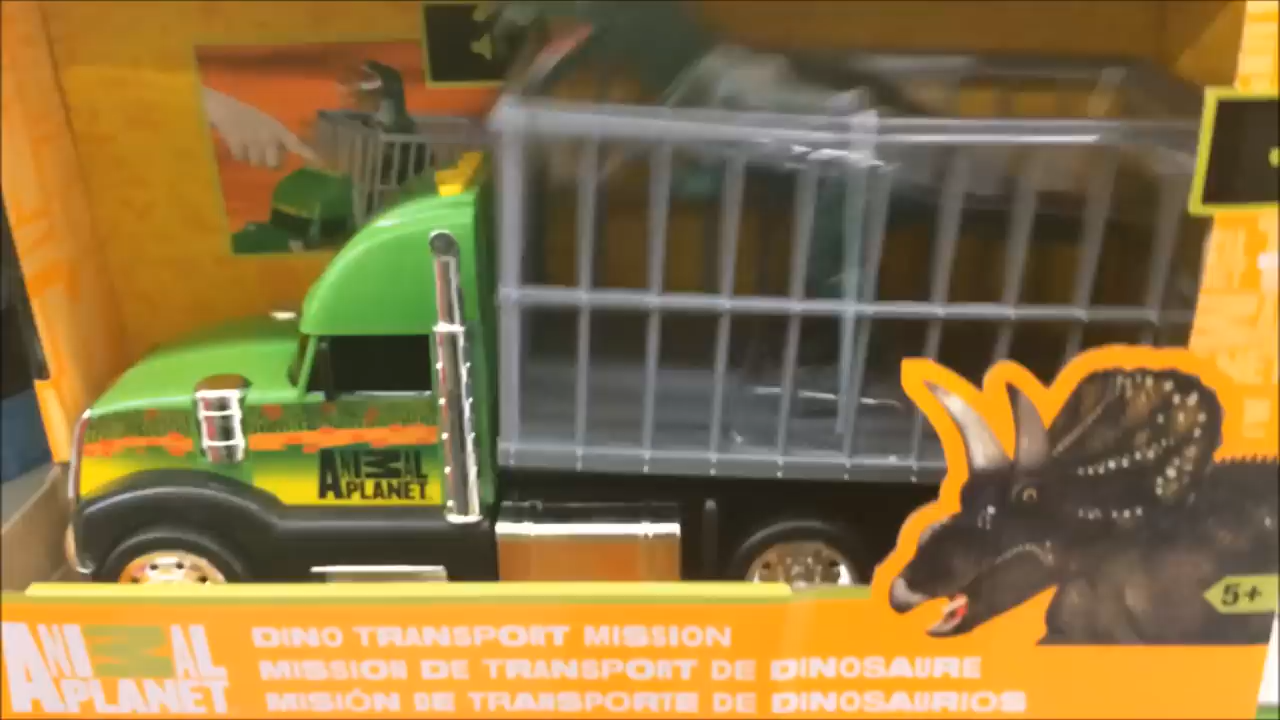 ANIMAL
PLANET
5+
ANIMAL
PLANET
DINO TRANSPORT MISSION
MISSION DE TRANSPORT DE DINOSAURE
MISIÓN DE TRANSPORTE DE DINOSAURIOS